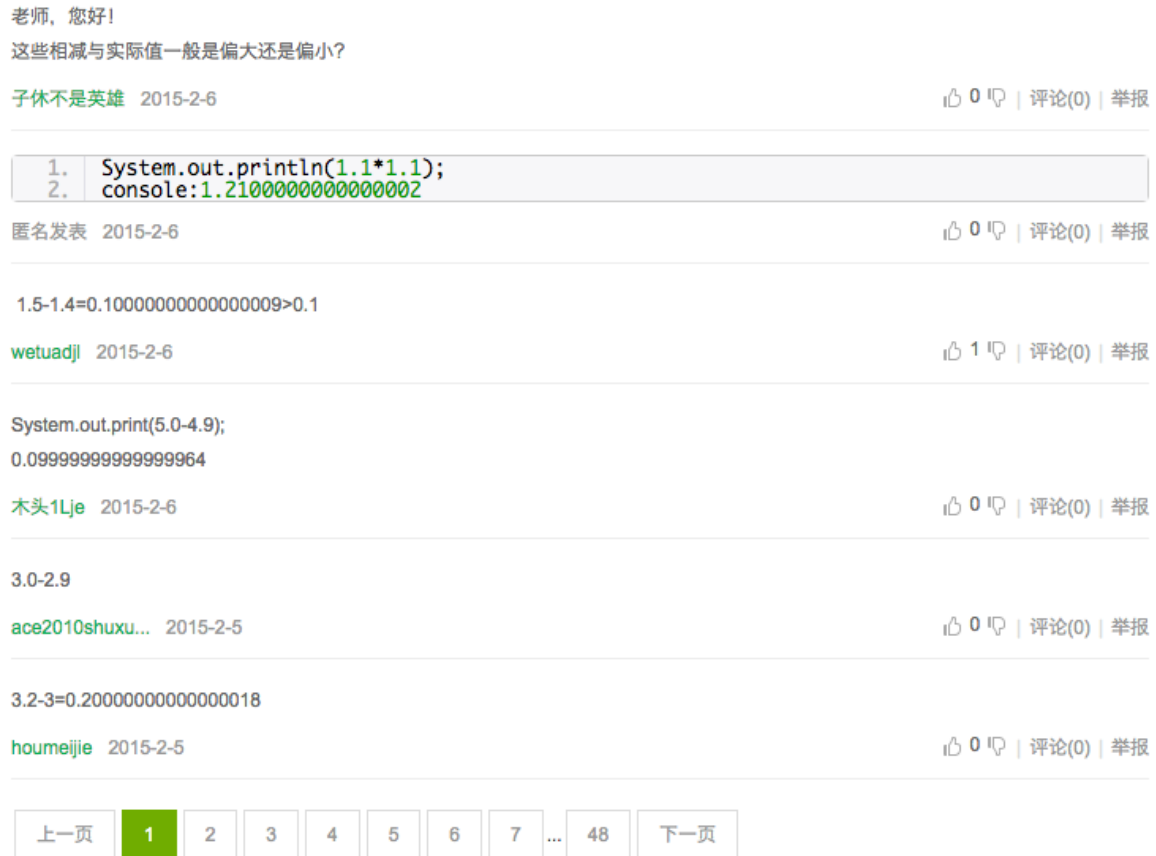 老师，您好！
这些相减与实际值一般是偏大还是偏小？
子休不是英雄 2015-2-6 0 | 评论(0) | 举报
1. System.out.println(1.1*1.1);
2. console:1.2100000000000002
匿名发表 2015-2-6 0 | 评论(0) | 举报
1.5-1.4=0.10000000000000009>0.1
wetuadjl 2015-2-6 1 | 评论(0) | 举报
System.out.print(5.0-4.9);
0.09999999999999964
木头1Lje 2015-2-6 0 | 评论(0) | 举报
3.0-2.9
ace2010shuxu... 2015-2-5 0 | 评论(0) | 举报
3.2-3=0.20000000000000018
houmeijie 2015-2-5 0 | 评论(0) | 举报
上一页 1 2 3 4 5 6 7 ... 48 下一页